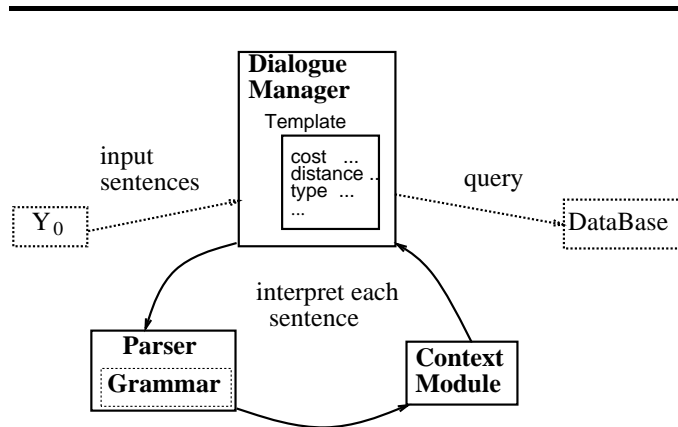 Dialogue
Manager
Template
cost ...
distance ..
type ...
...
input
sentences
query
Y0
DataBase
interpret each
sentence
Parser
Grammar
Context
Module